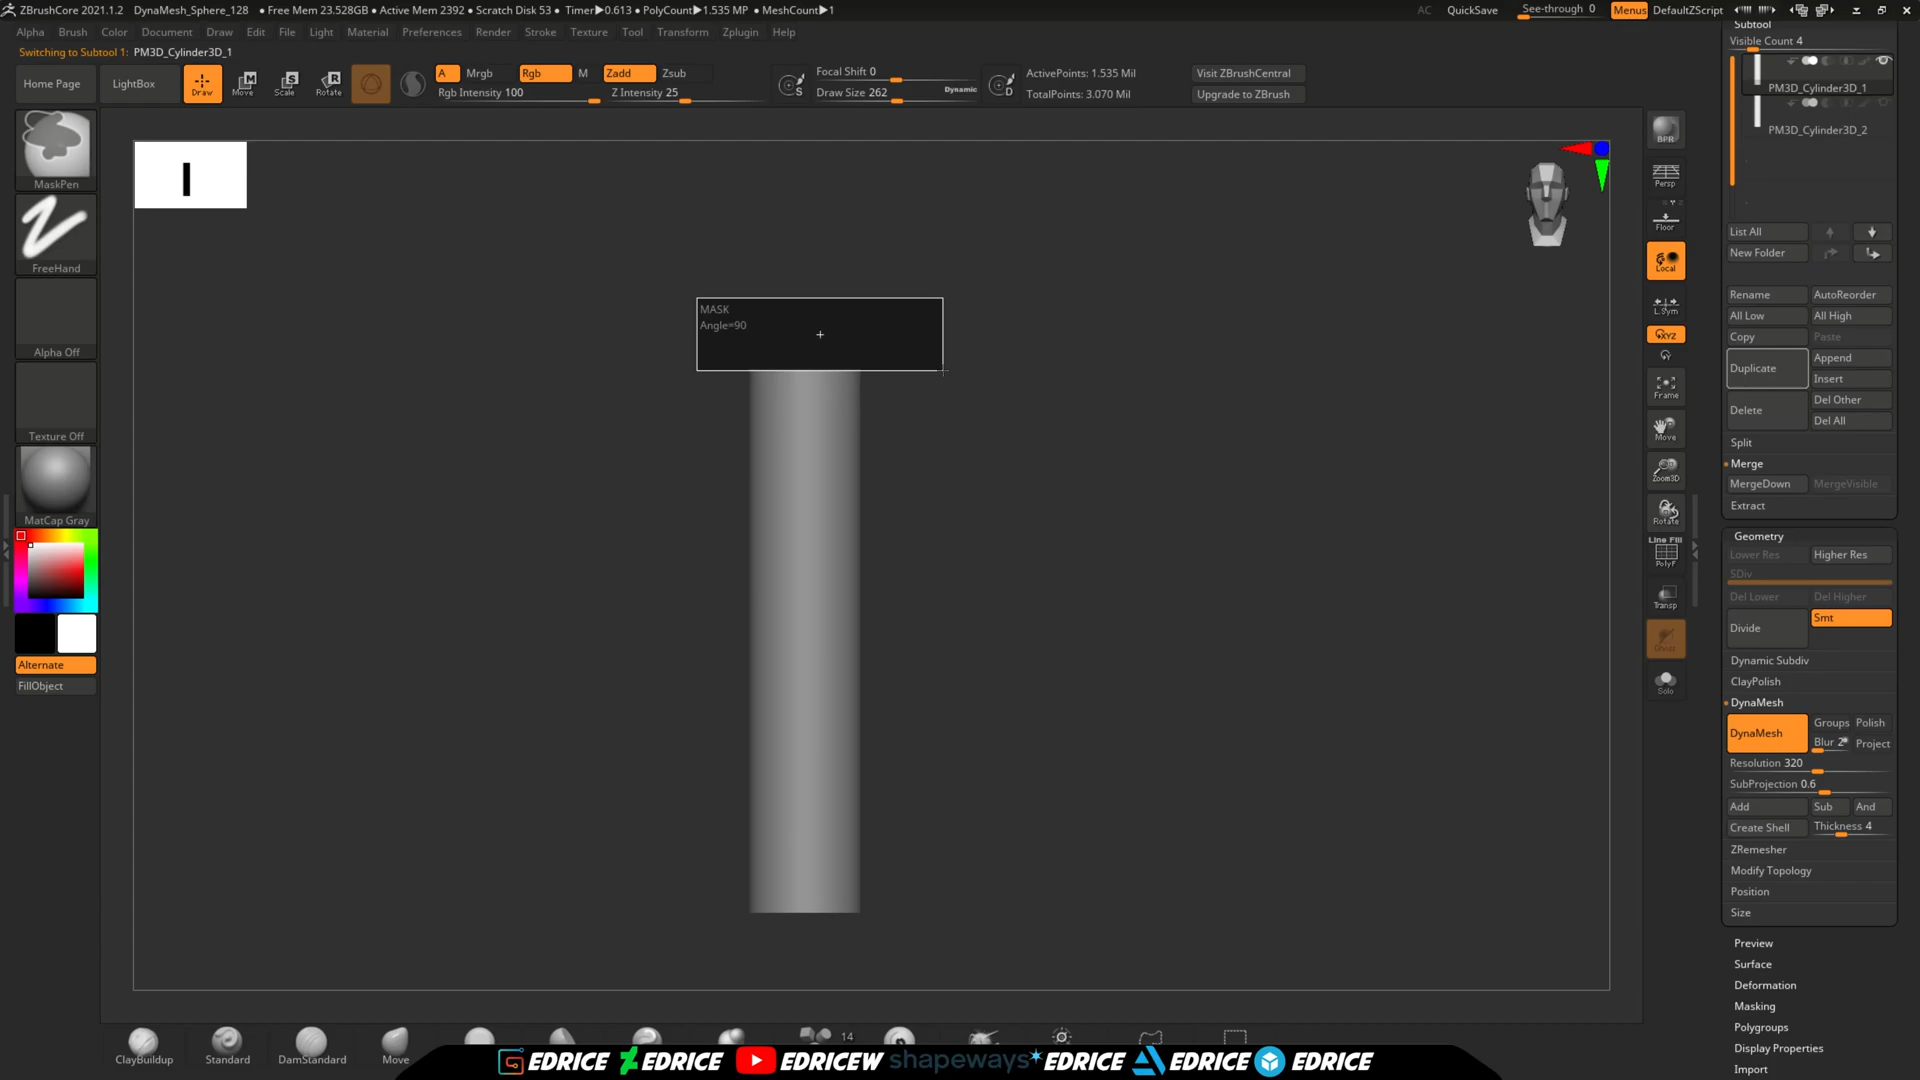 ZBrushCore 2021.1.2 DynaMesh_Sphere_128 • Free Mem 23.528GB • Active Mem 2392 • Scratch Disk 53 • Timer▶0.613 • PolyCount▶1.535 MP • MeshCount▶1
AC QuickSave See-through 0 Menus DefaultZScript
Alpha Brush Color Document Draw Edit File Light Material Preferences Render Stroke Texture Tool Transform Zplugin Help
Switching to Subtool 1: PM3D_Cylinder3D_1
Home Page LightBox Draw Move Scale Rotate
A Mrgb Rgb M Zadd Zsub
Rgb Intensity 100 Z Intensity 25
S Focal Shift 0
Draw Size 262 Dynamic D
ActivePoints: 1.535 Mil
TotalPoints: 3.070 Mil
Visit ZBrushCentral
Upgrade to ZBrush
MaskPen
FreeHand
Alpha Off
Texture Off
MatCap Gray
Alternate
FillObject
MASK
Angle=90
BPR
Persp
Floor
Local
L.Sym
XYZ
Frame
Move
Zoom3D
Rotate
Line Fill
PolyF
Transp
Ghost
Solo
Subtool
Visible Count 4
PM3D_Cylinder3D_1
PM3D_Cylinder3D_2
List All
New Folder
Rename AutoReorder
All Low All High
Copy Paste
Duplicate Append
Insert
Delete Del Other
Del All
Split
Merge
MergeDown MergeVisible
Extract
Geometry
Lower Res Higher Res
SDiv
Del Lower Del Higher
Divide Smt
Dynamic Subdiv
ClayPolish
DynaMesh
DynaMesh Groups Polish
Blur 2 Project
Resolution 320
SubProjection 0.6
Add Sub And
Create Shell Thickness 4
ZRemesher
Modify Topology
Position
Size
Preview
Surface
Deformation
Masking
Polygroups
Display Properties
Import
14
ClayBuildup Standard DamStandard Move
EDRICE EDRICE EDRICEW shapeways EDRICE EDRICE EDRICE